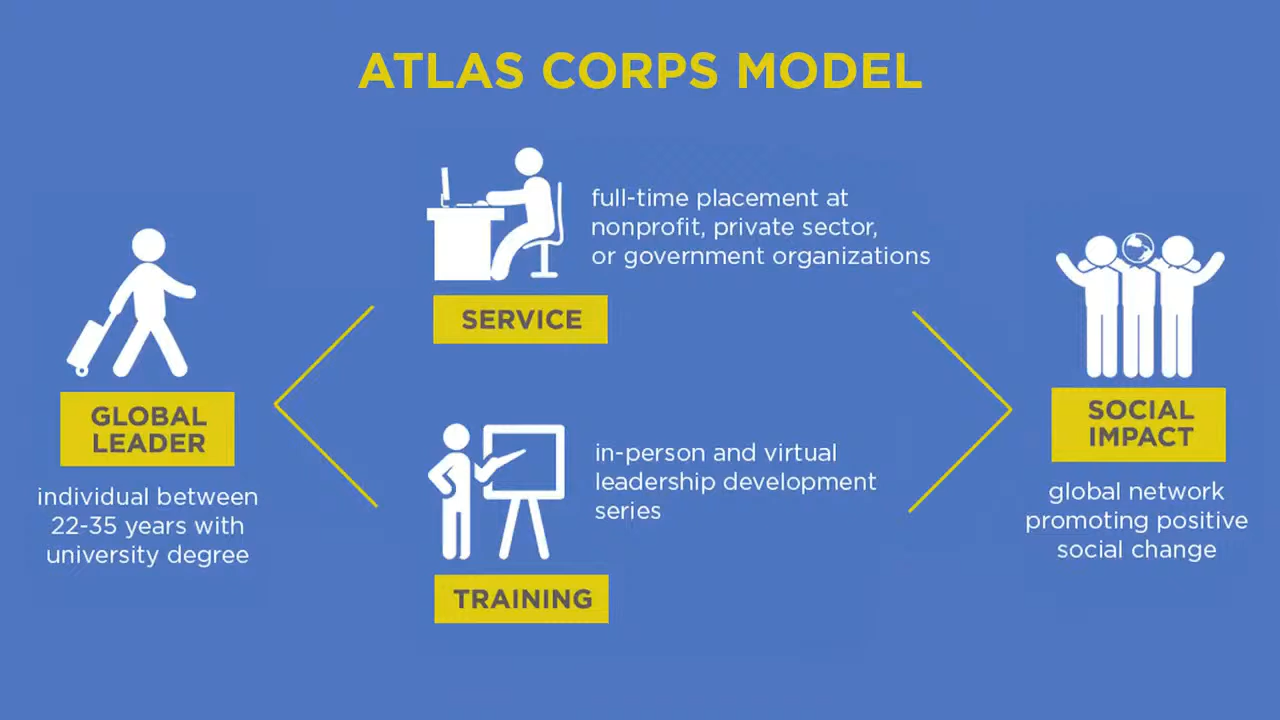 ATLAS CORPS MODEL
full-time placement at
nonprofit, private sector,
or government organizations
SERVICE
GLOBAL
LEADER
individual between
22-35 years with
university degree
in-person and virtual
leadership development
series
TRAINING
SOCIAL
IMPACT
global network
promoting positive
social change